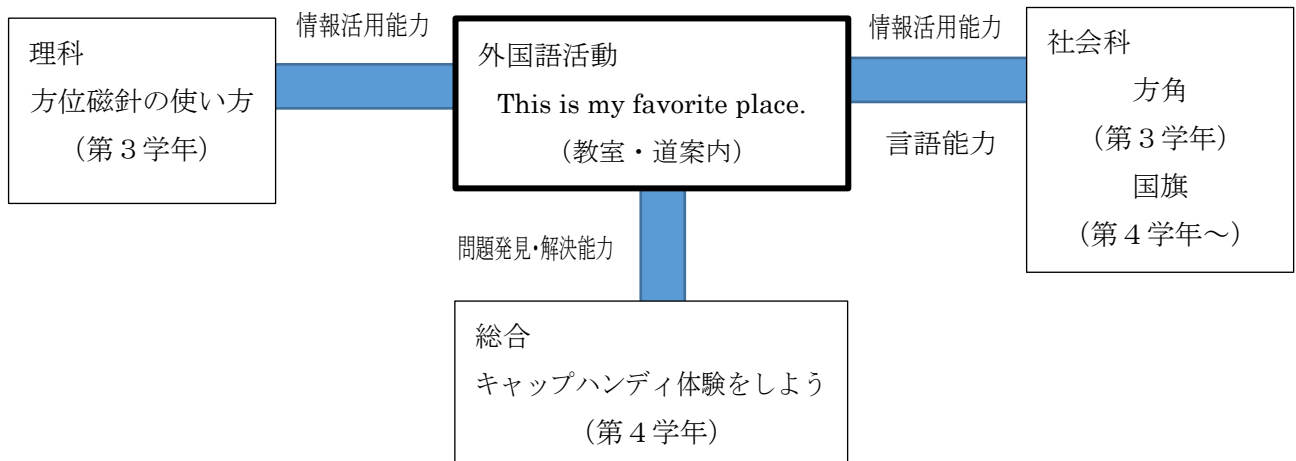 理科
方位磁針の使い方
（第３学年）
情報活用能力
外国語活動
This is my favorite place.
（教室・道案内）
情報活用能力
言語能力
社会科
方角
（第３学年）
国旗
（第４学年～）
問題発見・解決能力
総合
キャップハンディ体験をしよう
（第４学年）